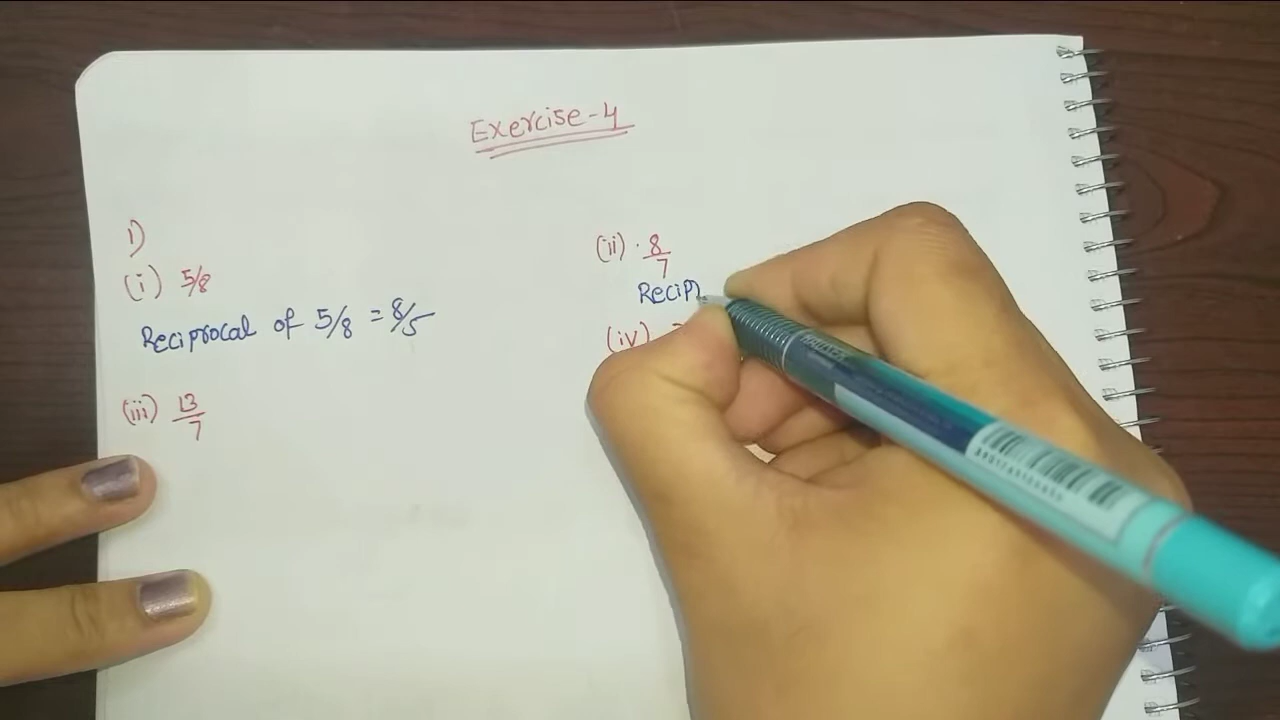 Exercise-4
1)
(i) 5/8
Reciprocal of 5/8 = 8/5
(iii) 13/7
(ii) · 8/7
Recip
(iv)